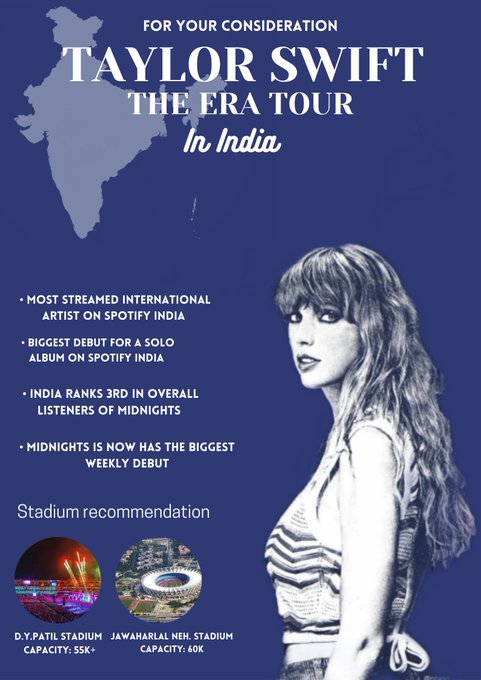 FOR YOUR CONSIDERATION
TAYLOR SWIFT
THE ERA TOUR
In India
• MOST STREAMED INTERNATIONAL
ARTIST ON SPOTIFY INDIA
• BIGGEST DEBUT FOR A SOLO
ALBUM ON SPOTIFY INDIA
• INDIA RANKS 3RD IN OVERALL
LISTENERS OF MIDNIGHTS
• MIDNIGHTS IS NOW HAS THE BIGGEST
WEEKLY DEBUT
Stadium recommendation
D.Y.PATIL STADIUM
CAPACITY: 55K+
JAWAHARLAL NEH. STADIUM
CAPACITY: 60K